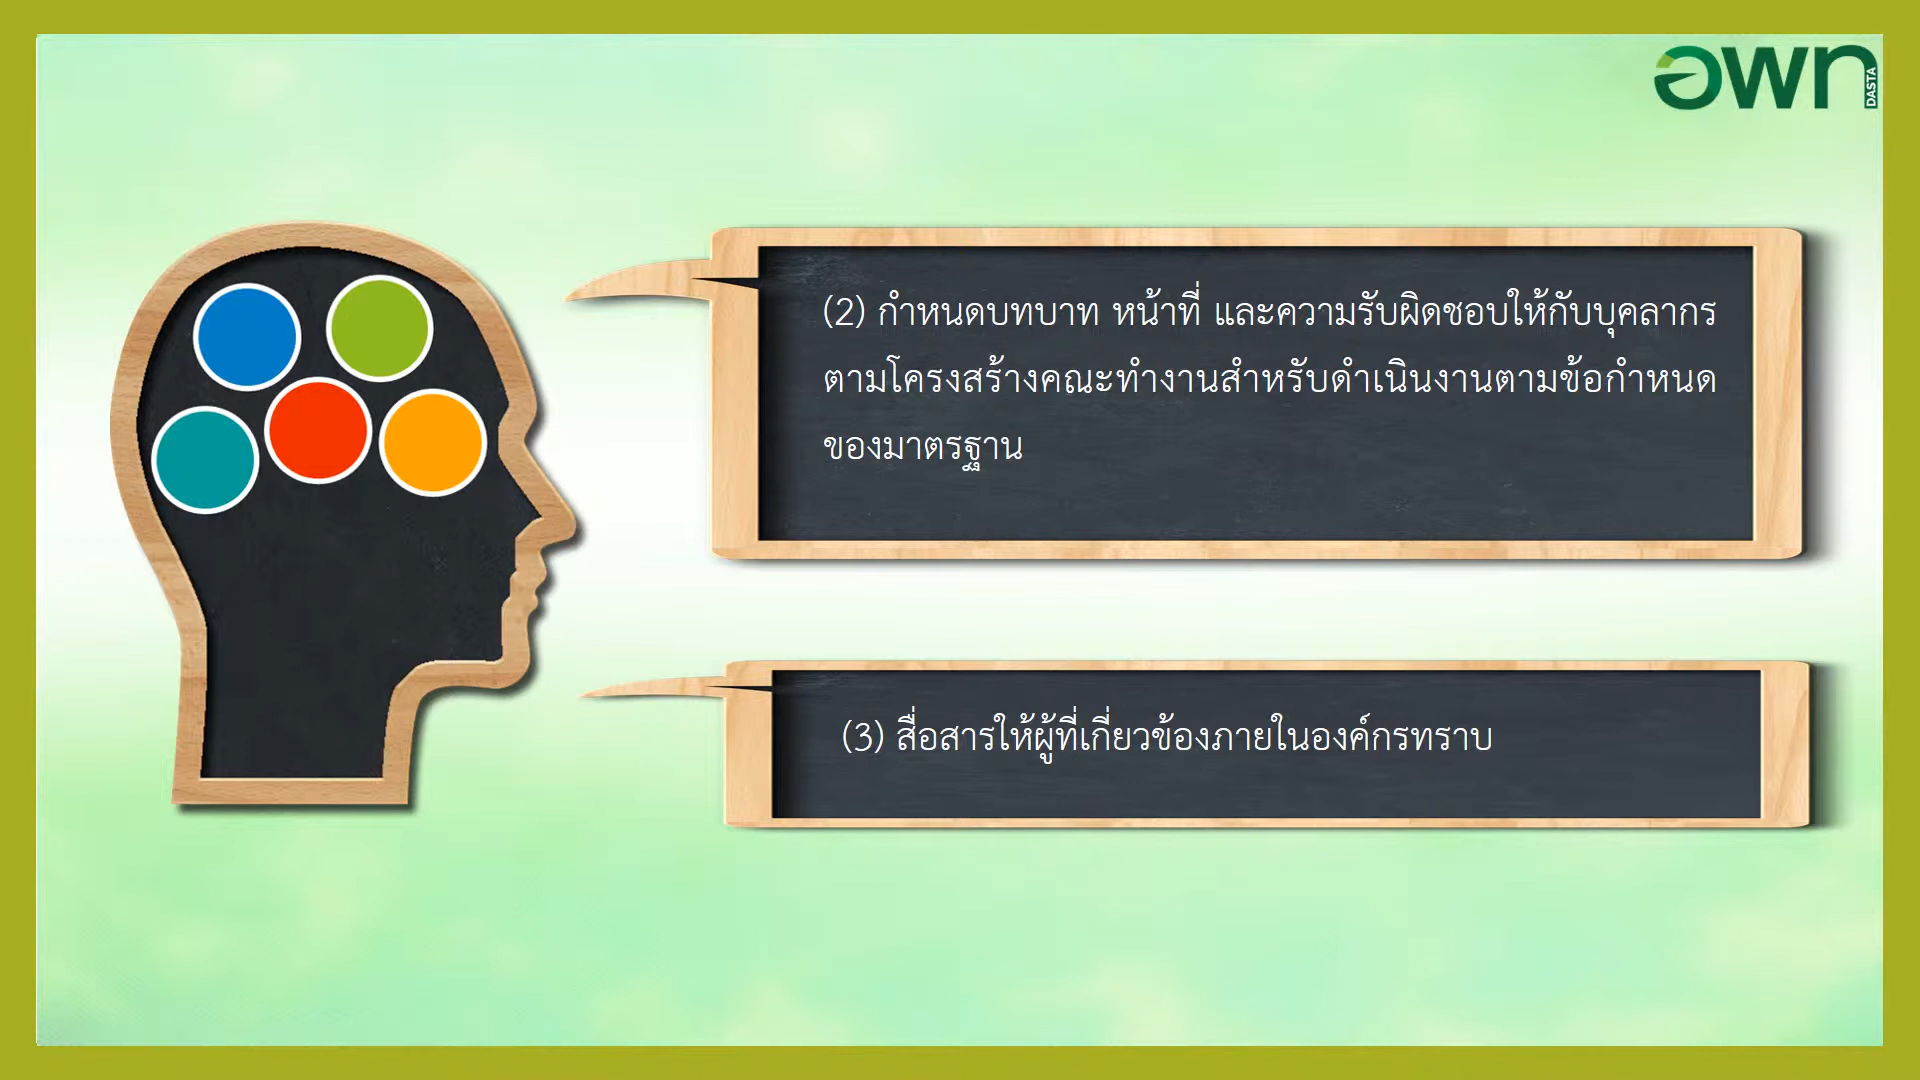 อพท
DASTA
(2) กำหนดบทบาท หน้าที่ และความรับผิดชอบให้กับบุคลากร
ตามโครงสร้างคณะทำงานสำหรับดำเนินงานตามข้อกำหนด
ของมาตรฐาน
(3) สื่อสารให้ผู้ที่เกี่ยวข้องภายในองค์กรทราบ